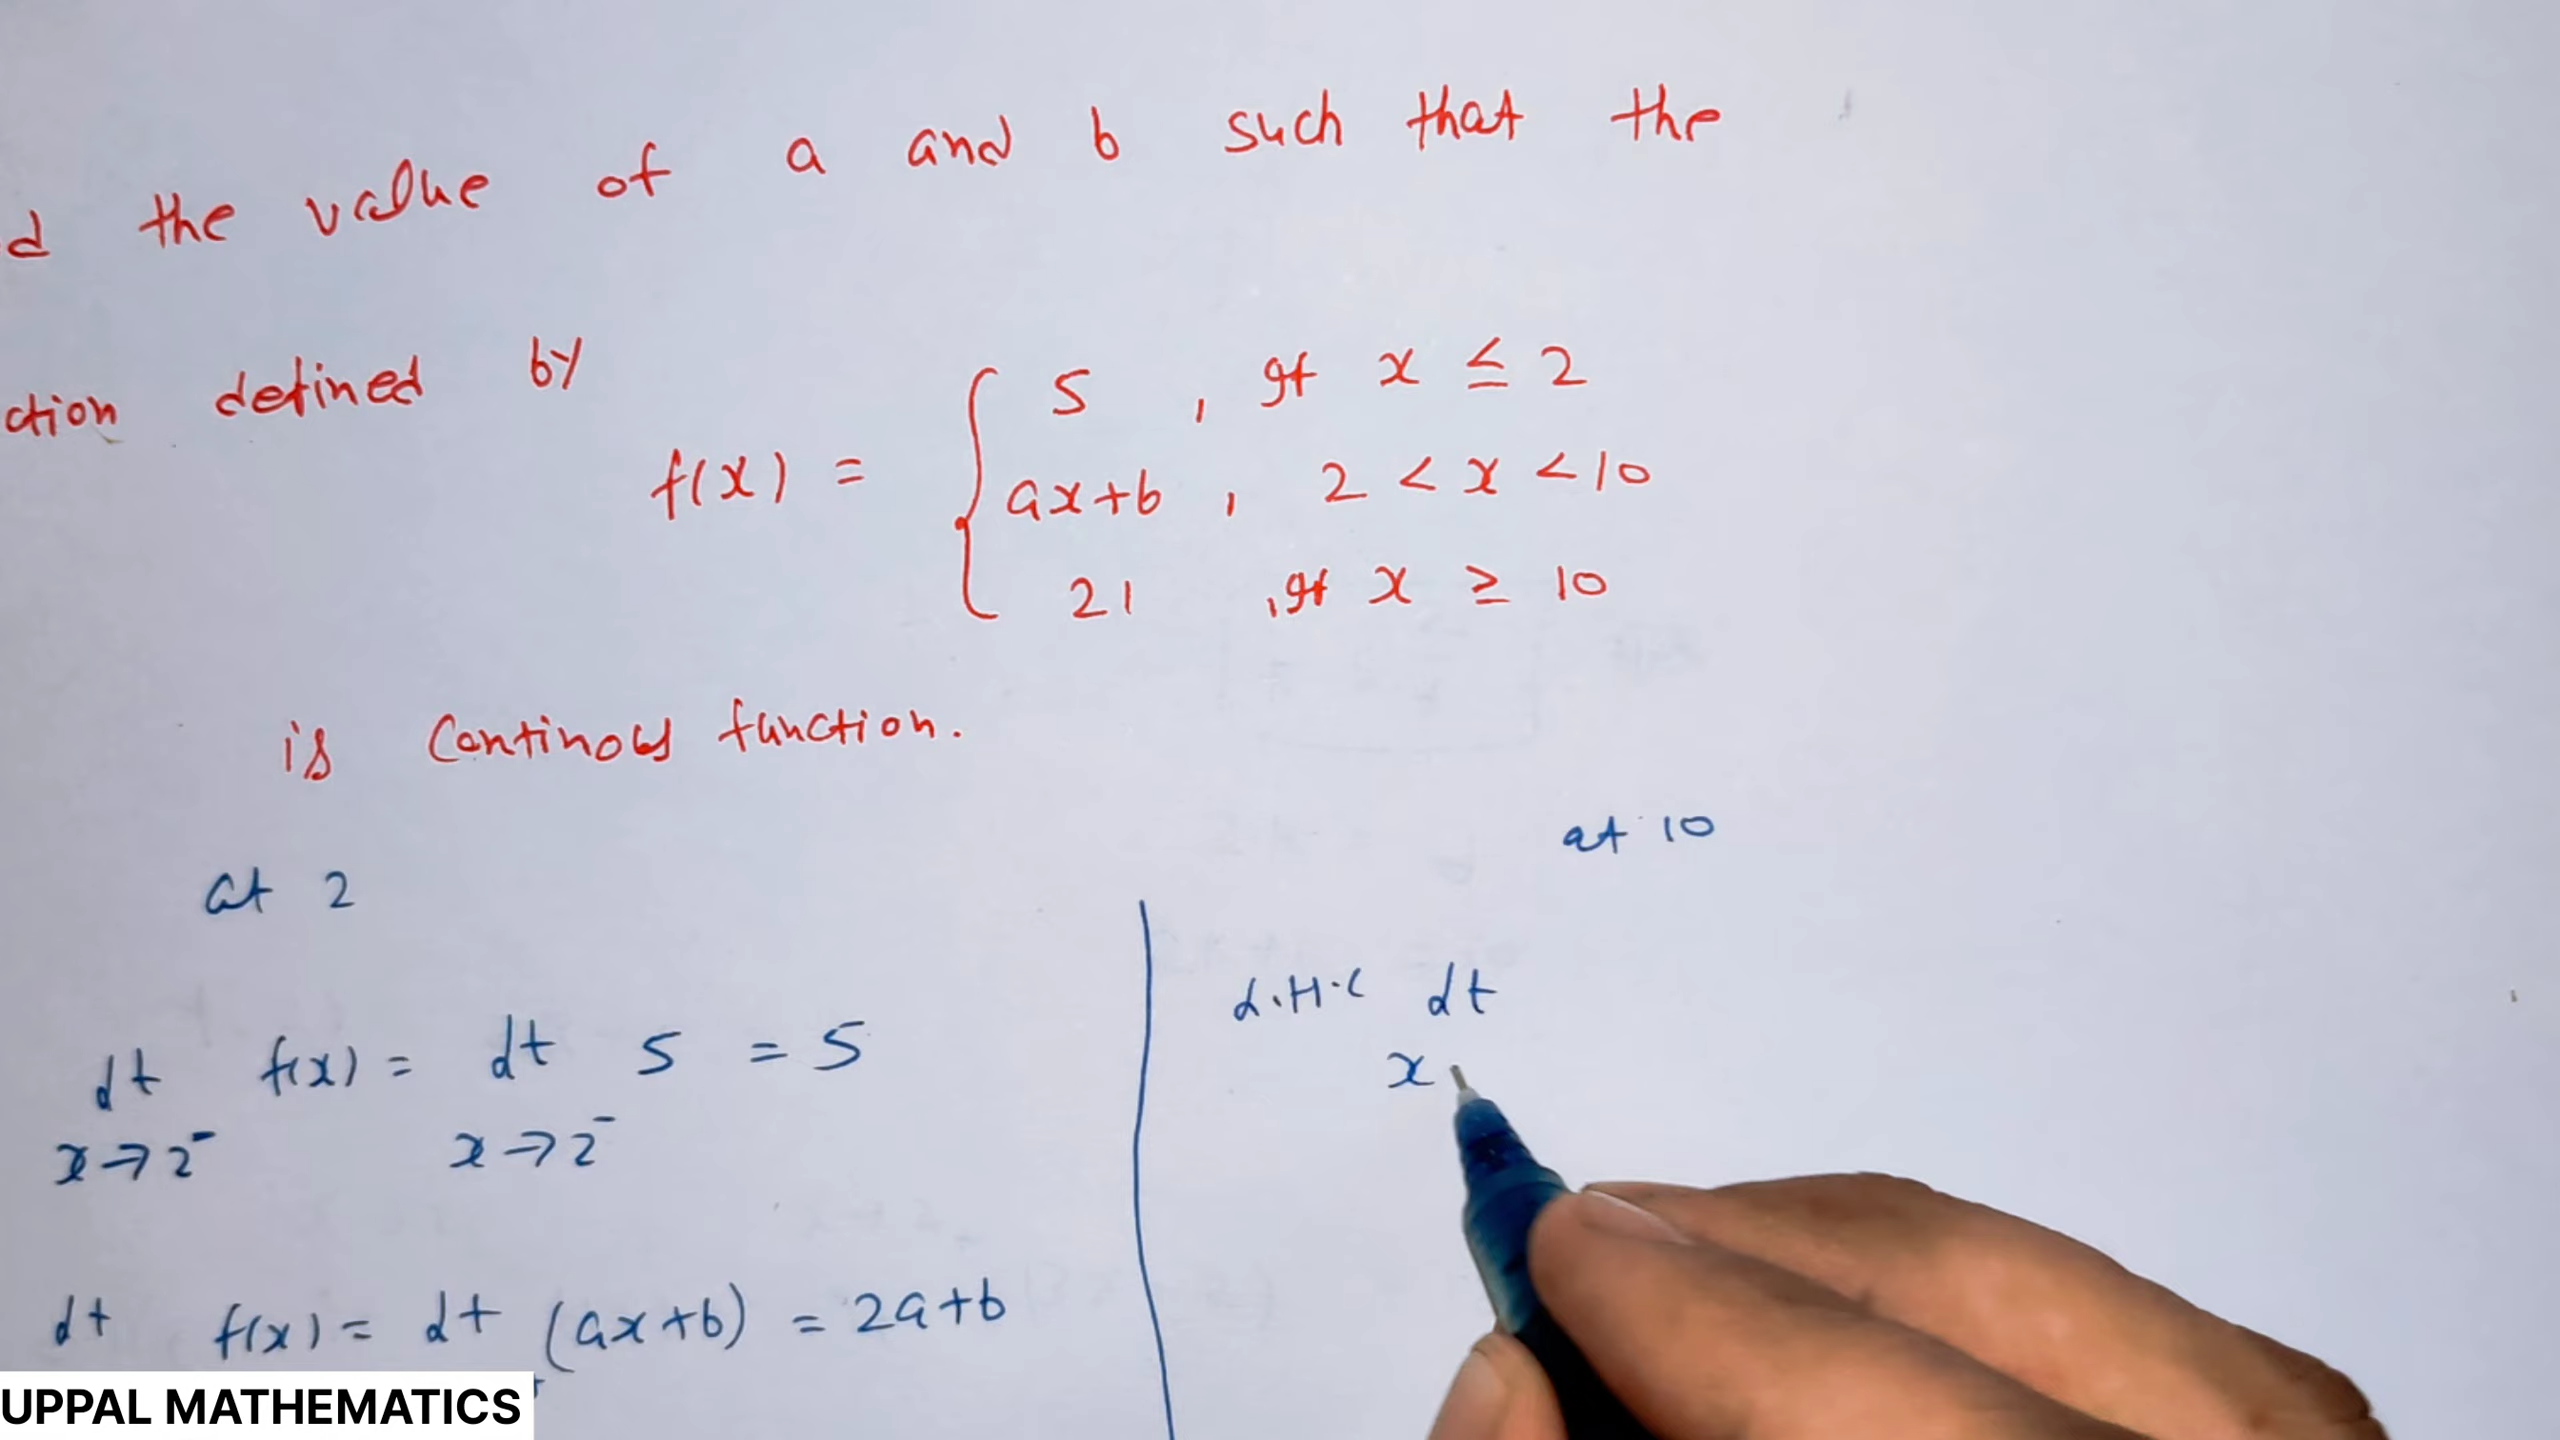 d the value of a and b such that the
ction defined by
f(x) = { 5 , if x ≤ 2
ax+b , 2 < x < 10
21 , if x ≥ 10
is Continous function.
at 2
lt f(x) = lt 5 = 5
x→2⁻ x→2⁻
lt f(x) = lt (ax+b) = 2a+b
at 10
L.H.L lt
x
UPPAL MATHEMATICS